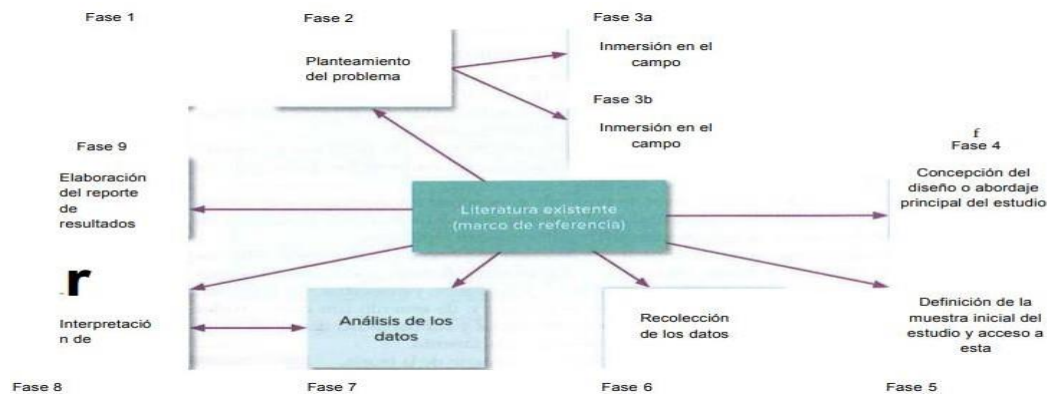 Fase 1
Fase 2
Fase 3a
Planteamiento
del problema
Inmersión en el
campo
Fase 3b
Inmersión en el
campo
Fase 9
Elaboración
del reporte
de
resultados
Literatura existente
(marco de referencia)
f
Fase 4
Concepción del
diseño o abordaje
principal del estudio
r
Interpretació
n de
Análisis de los
datos
Recolección
de los datos
Definición de la
muestra inicial del
estudio y acceso a
esta
Fase 8
Fase 7
Fase 6
Fase 5